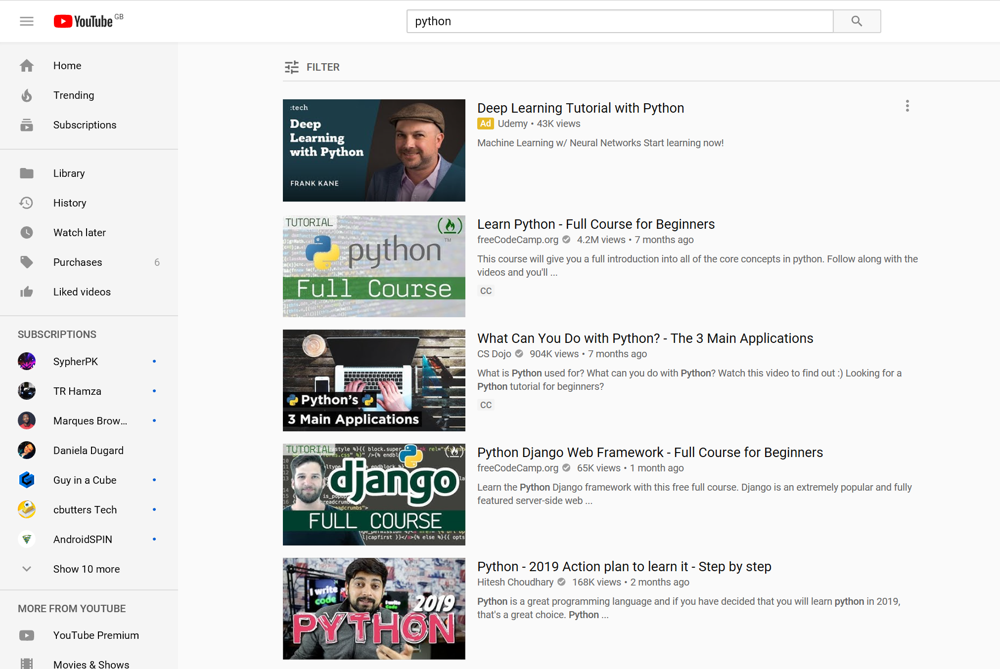 YouTube GB
python
Home
Trending
Subscriptions
Library
History
Watch later
Purchases 6
Liked videos
SUBSCRIPTIONS
SypherPK
TR Hamza
Marques Brow...
Daniela Dugard
Guy in a Cube
cbutters Tech
AndroidSPIN
Show 10 more
MORE FROM YOUTUBE
YouTube Premium
Movies & Shows
FILTER
:tech
Deep
Learning
with Python
FRANK KANE
Deep Learning Tutorial with Python
Ad Udemy • 43K views
Machine Learning w/ Neural Networks Start learning now!
TUTORIAL
python™
Full Course
Learn Python - Full Course for Beginners
freeCodeCamp.org 4.2M views • 7 months ago
This course will give you a full introduction into all of the core concepts in python. Follow along with the
videos and you'll ...
CC
Python's
3 Main Applications
What Can You Do with Python? - The 3 Main Applications
CS Dojo 904K views • 7 months ago
What is Python used for? What can you do with Python? Watch this video to find out :) Looking for a
Python tutorial for beginners?
CC
TUTORIAL
django
FULL COURSE
Python Django Web Framework - Full Course for Beginners
freeCodeCamp.org 65K views • 1 month ago
Learn the Python Django framework with this free full course. Django is an extremely popular and fully
featured server-side web ...
I write
code
2019
PYTHON
Python - 2019 Action plan to learn it - Step by step
Hitesh Choudhary 168K views • 2 months ago
Python is a great programming language and if you have decided that you will learn python in 2019,
that's a great choice. Python ...